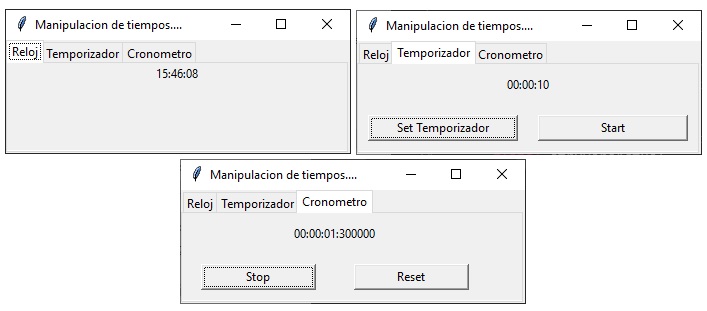 Manipulacion de tiempos....
Reloj Temporizador Cronometro
15:46:08
Manipulacion de tiempos....
Reloj Temporizador Cronometro
00:00:10
Set Temporizador Start
Manipulacion de tiempos....
Reloj Temporizador Cronometro
00:00:01:300000
Stop Reset